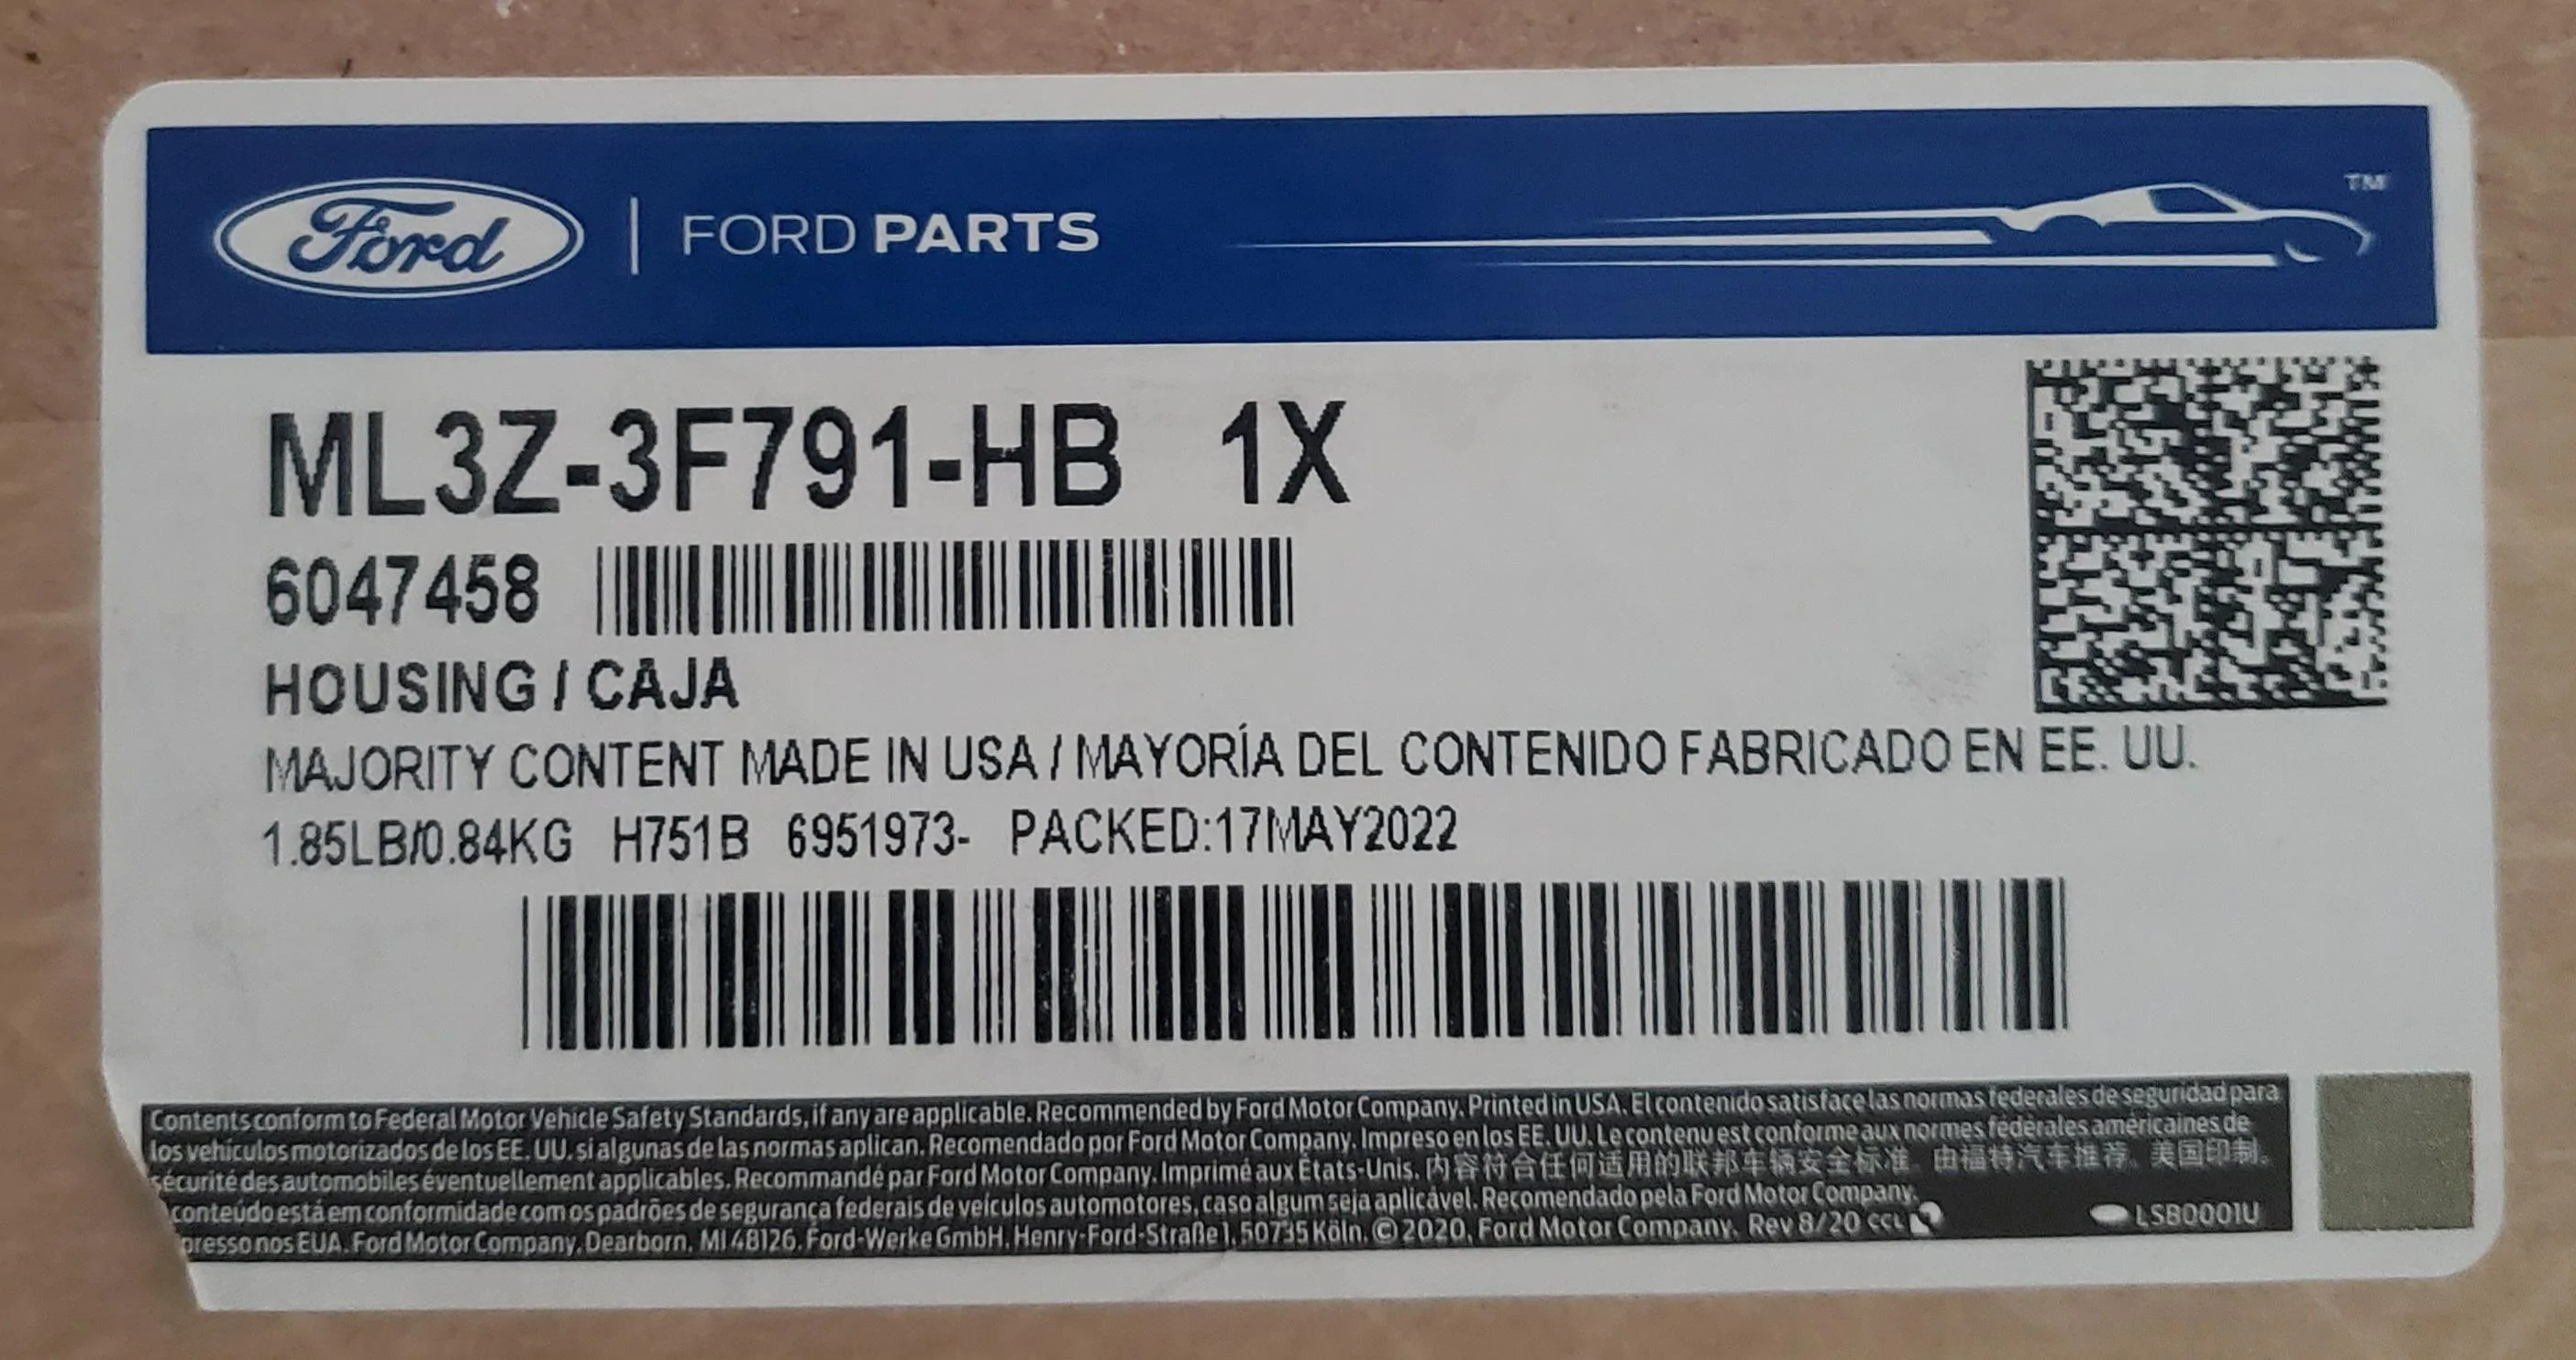 Ford | FORD PARTS TM
ML3Z-3F791-HB 1X
6047458
HOUSING / CAJA
MAJORITY CONTENT MADE IN USA / MAYORÍA DEL CONTENIDO FABRICADO EN EE. UU.
1.85LB/0.84KG H751B 6951973- PACKED:17MAY2022
Contents conform to Federal Motor Vehicle Safety Standards, if any are applicable. Recommended by Ford Motor Company. Printed in USA. El contenido satisface las normas federales de seguridad para
los vehículos motorizados de los EE. UU. si algunas de las normas aplican. Recomendado por Ford Motor Company. Impreso en los EE. UU. Le contenu est conforme aux normes fédérales américaines de
sécurité des automobiles éventuellement applicables. Recommandé par Ford Motor Company. Imprimé aux États-Unis. 内容符合任何适用的联邦车辆安全标准. 由福特汽车推荐. 美国印制.
conteúdo está em conformidade com os padrões de segurança federais de veículos automotores, caso algum seja aplicável. Recomendado pela Ford Motor Company.
presso nos EUA. Ford Motor Company, Dearborn, MI 48126. Ford-Werke GmbH, Henry-Ford-Straße 1, 50735 Köln. © 2020, Ford Motor Company. Rev 8/20 CCL LSB0001U